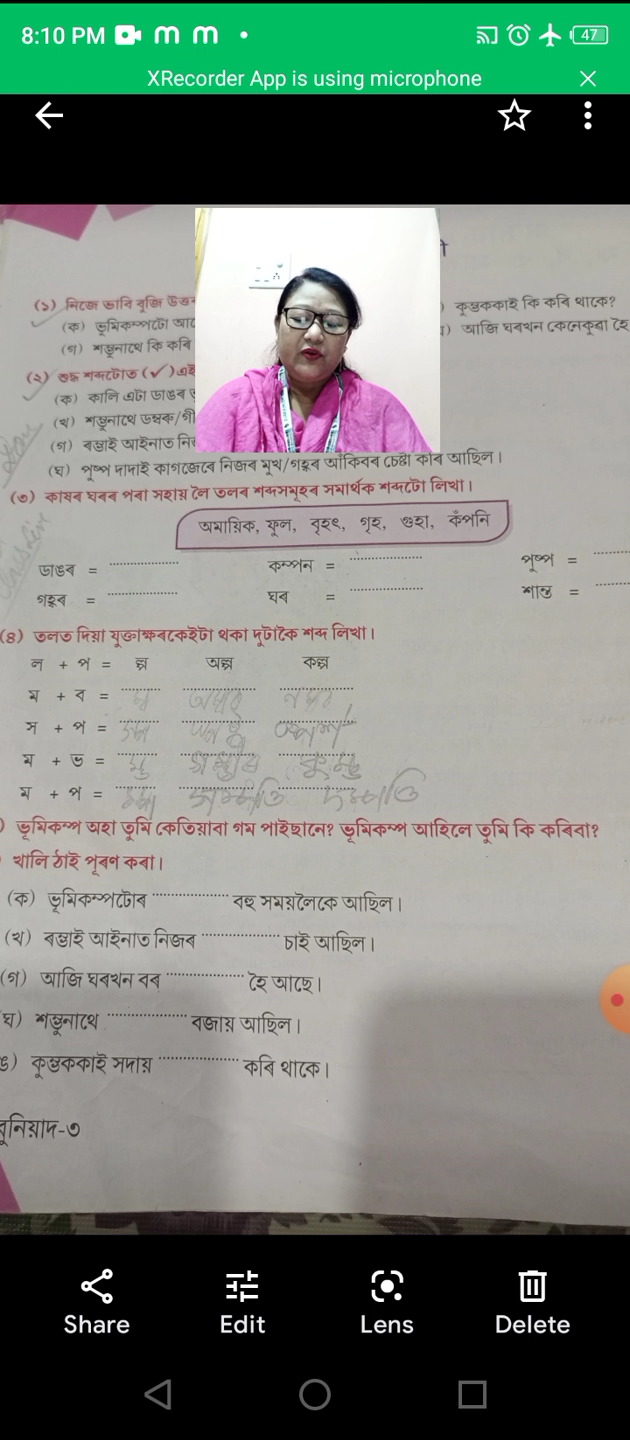 8:10 PM
47
XRecorder App is using microphone
(১) নিজে ভাবি বুজি উত্ত
(ক) ভূমিকম্পটো আ
কুম্ভককাই কি কৰি থাকে?
(গ) শম্ভুনাথে কি কৰি
আজি ঘৰখন কেনেকুৱা হৈ
(২) শুদ্ধ শব্দটোত (✓) এই
(ক) কালি এটা ডাঙৰ
(খ) শম্ভুনাথে ডম্বৰু/গী
(গ) ৰম্ভাই আইনাত নি
(ঘ) পুষ্প দাদাই কাগজেৰে নিজৰ মুখ/গহ্বৰ আঁকিবৰ চেষ্টা কৰি আছিল।
(৩) কাষৰ ঘৰৰ পৰা সহায় লৈ তলৰ শব্দসমূহৰ সমাৰ্থক শব্দটো লিখা।
অমায়িক, ফুল, বৃহৎ, গৃহ, গুহা, কঁপনি
ডাঙৰ = ............ কম্পন = ............ পুষ্প = ......
গহ্বৰ = ............ ঘৰ = ............ শান্ত = ......
(৪) তলত দিয়া যুক্তাক্ষৰকেইটা থকা দুটাকৈ শব্দ লিখা।
ল + প = ল্প অল্প কল্প
ম + ব = ম্ব
স + প = স্প
ম + ভ = ম্ভ
ম + প = ম্প সম্পত্তি দম্পতি
) ভূমিকম্প অহা তুমি কেতিয়াবা গম পাইছানে? ভূমিকম্প আহিলে তুমি কি কৰিবা?
খালি ঠাই পূৰণ কৰা।
(ক) ভূমিকম্পটোৰ .............. বহু সময়লৈকে আছিল।
(খ) ৰম্ভাই আইনাত নিজৰ .............. চাই আছিল।
(গ) আজি ঘৰখন বৰ .............. হৈ আছে।
ঘ) শম্ভুনাথে .............. বজায় আছিল।
ঙ) কুম্ভককাই সদায় .............. কৰি থাকে।
বুনিয়াদ-৩
Share Edit Lens Delete